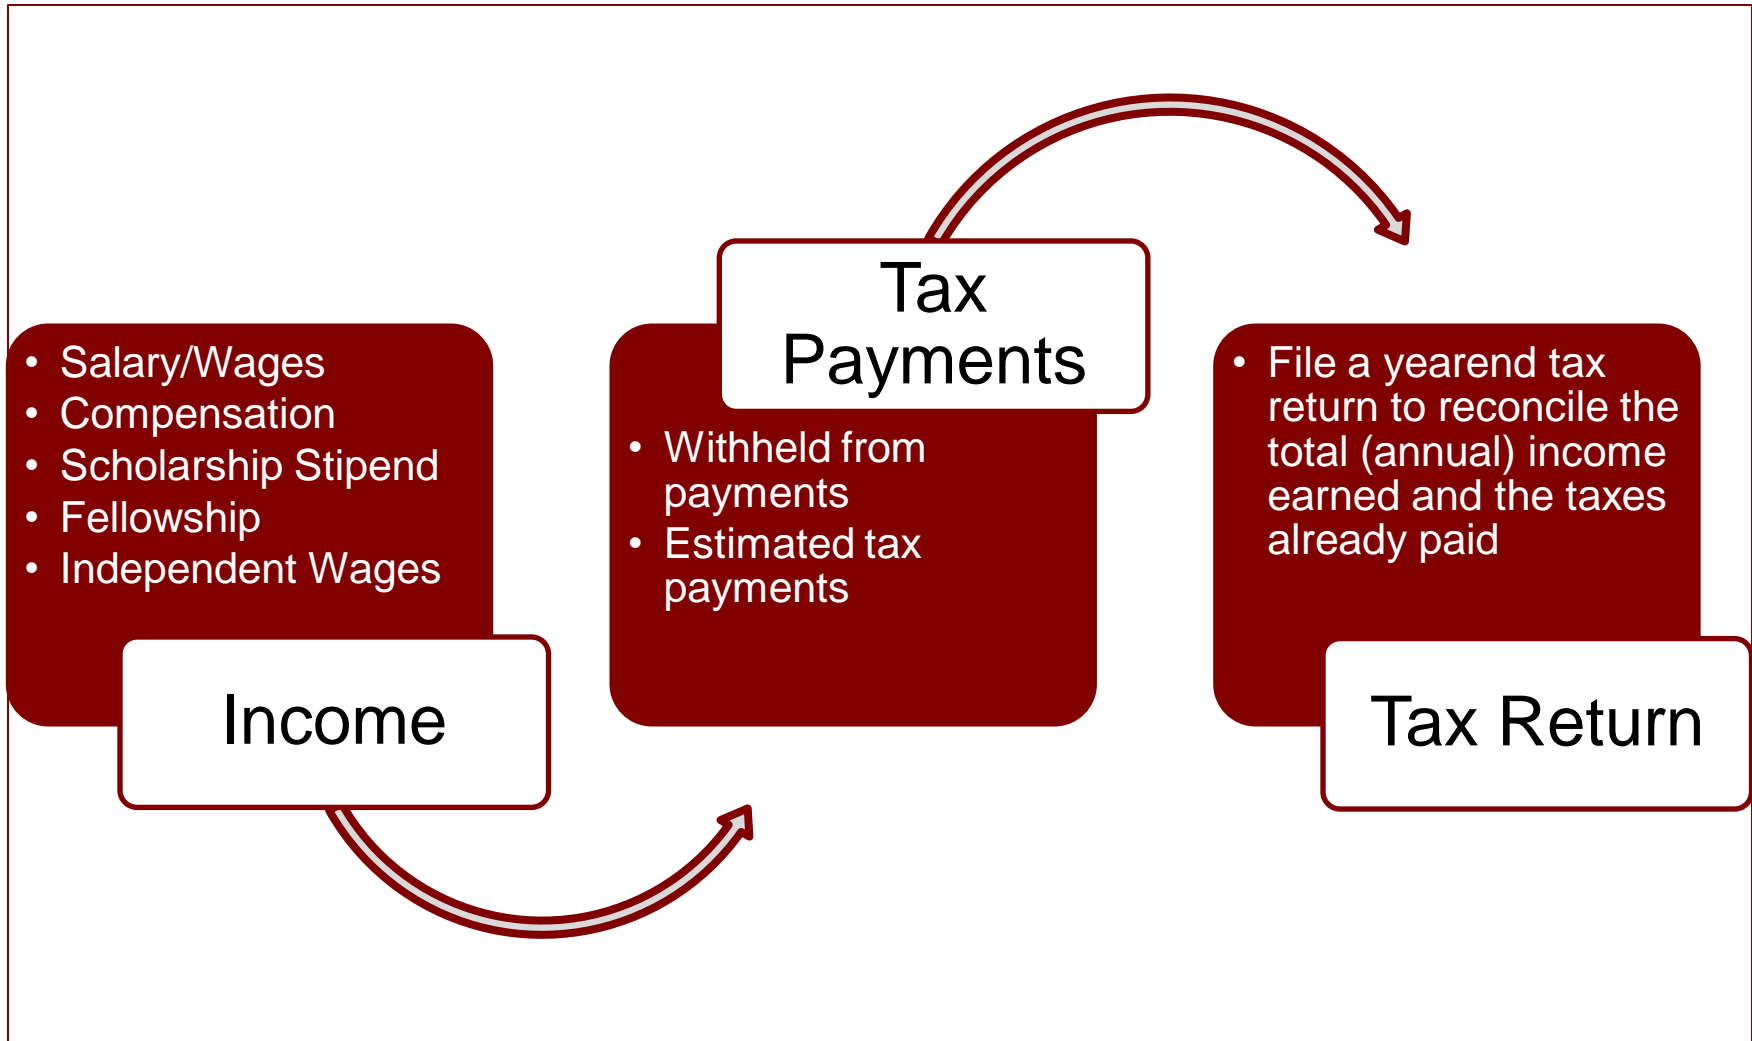 • Salary/Wages
• Compensation
• Scholarship Stipend
• Fellowship
• Independent Wages
Income
Tax
Payments
• Withheld from
payments
• Estimated tax
payments
• File a yearend tax
return to reconcile the
total (annual) income
earned and the taxes
already paid
Tax Return